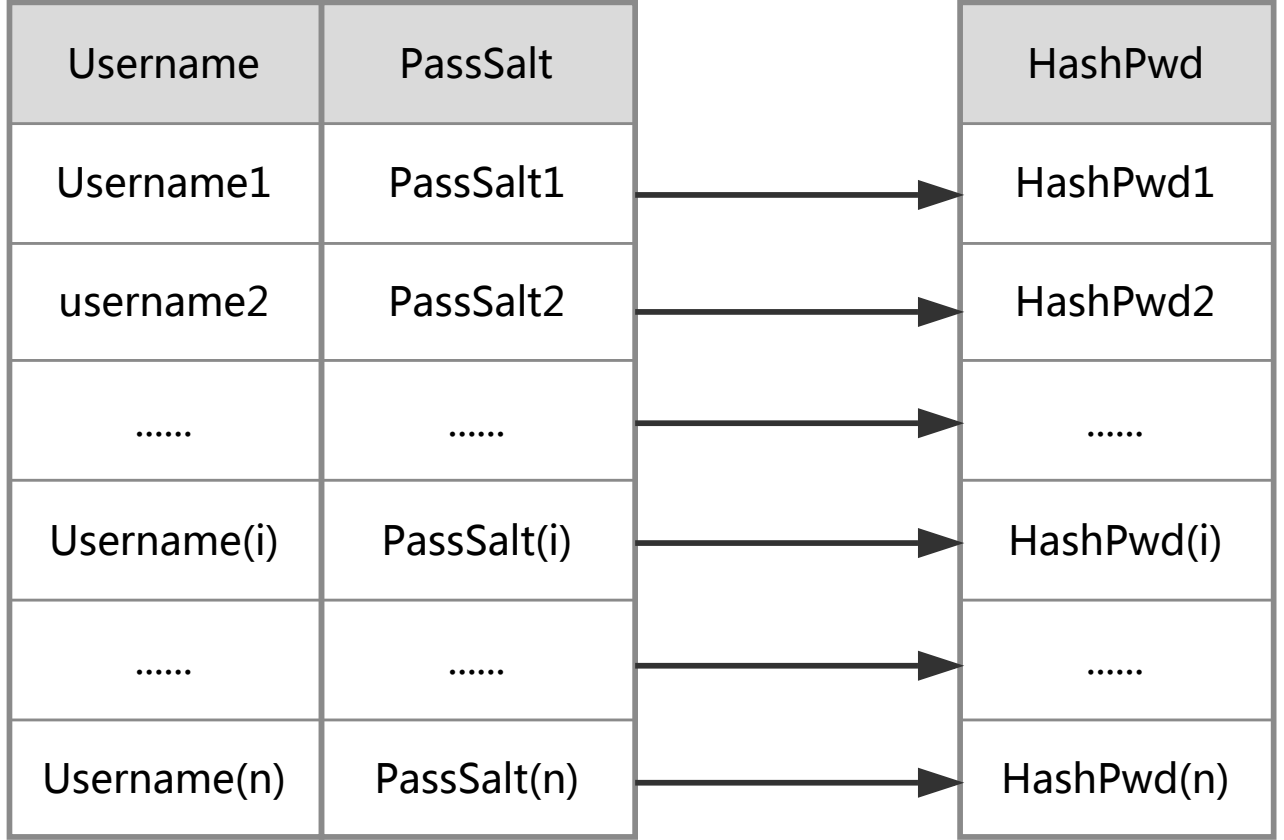 Username PassSalt HashPwd
Username1 PassSalt1 HashPwd1
username2 PassSalt2 HashPwd2
...... ...... ......
Username(i) PassSalt(i) HashPwd(i)
...... ...... ......
Username(n) PassSalt(n) HashPwd(n)